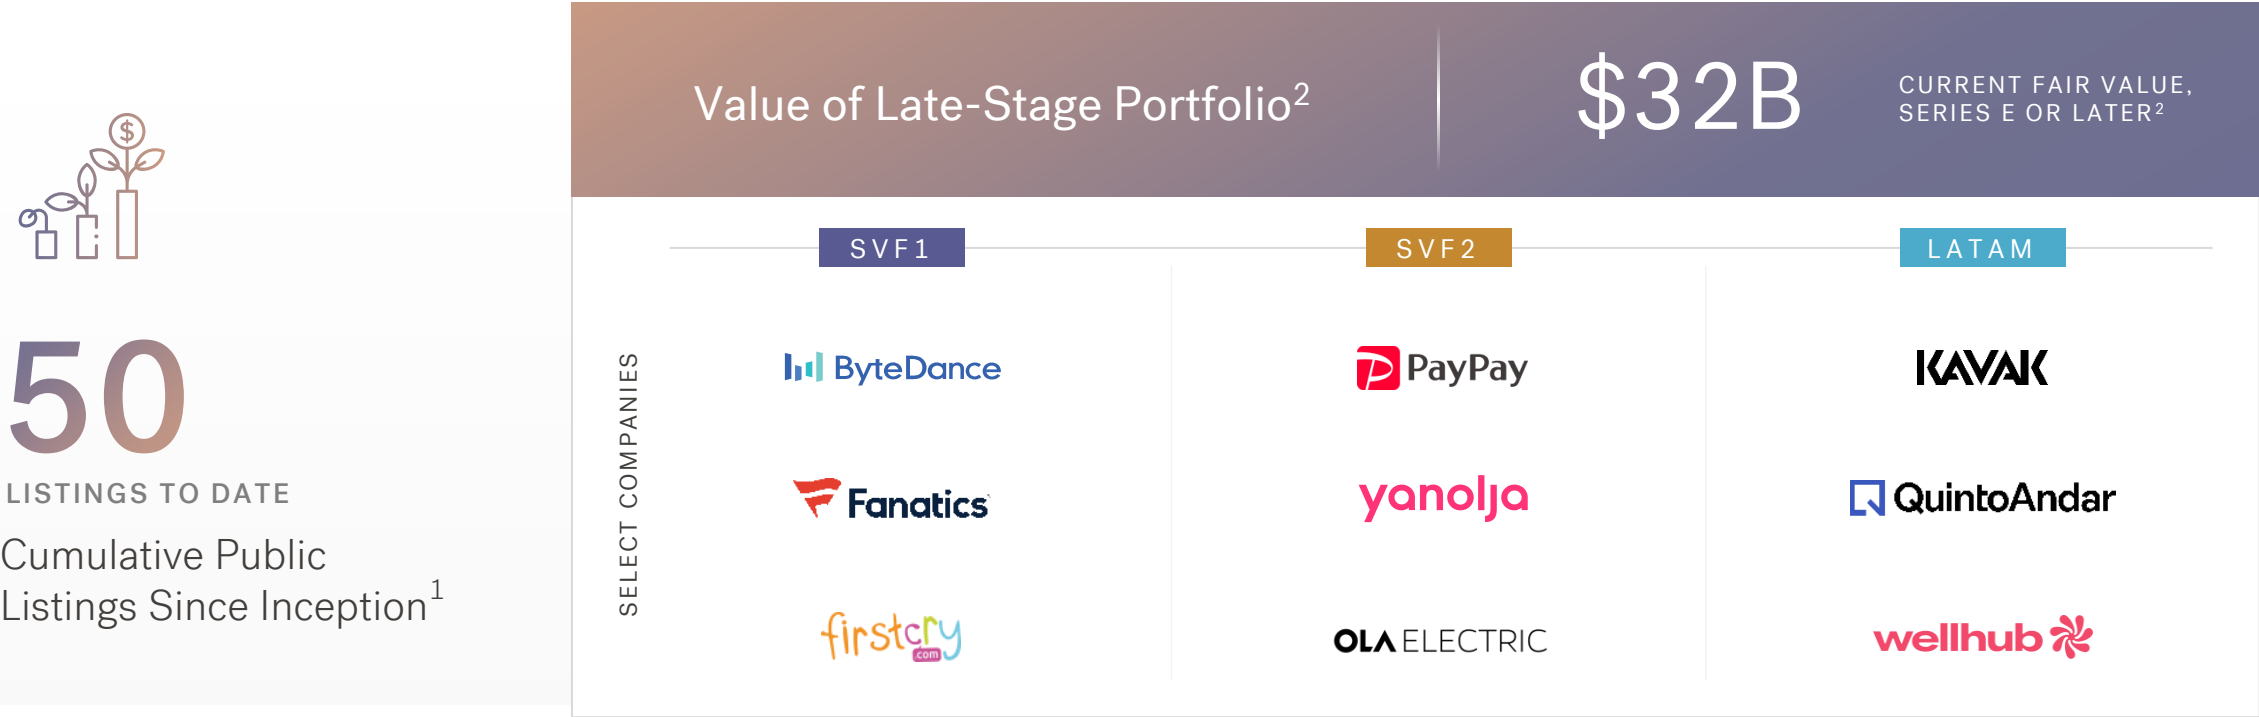 $
50
LISTINGS TO DATE
Cumulative Public
Listings Since Inception1
Value of Late-Stage Portfolio2
$32B
CURRENT FAIR VALUE,
SERIES E OR LATER2
SELECT COMPANIES
SVF1
SVF2
LATAM
ByteDance
PayPay
KAVAK
Fanatics
yanolja
QuintoAndar
firstcry
.com
OLA ELECTRIC
wellhub